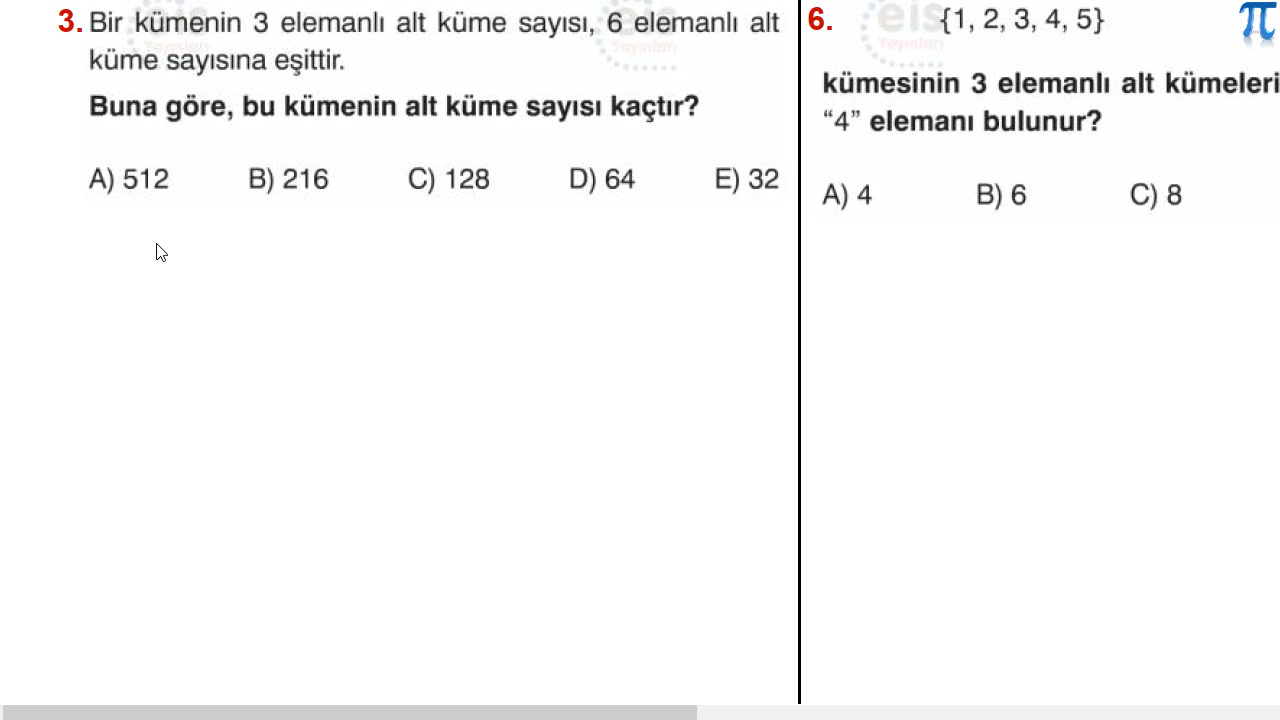 3. Bir kümenin 3 elemanlı alt küme sayısı, 6 elemanlı alt
küme sayısına eşittir.
Buna göre, bu kümenin alt küme sayısı kaçtır?
A) 512 B) 216 C) 128 D) 64 E) 32
6. {1, 2, 3, 4, 5}
kümesinin 3 elemanlı alt kümeleri
“4” elemanı bulunur?
A) 4 B) 6 C) 8
eis
Yayınları
π